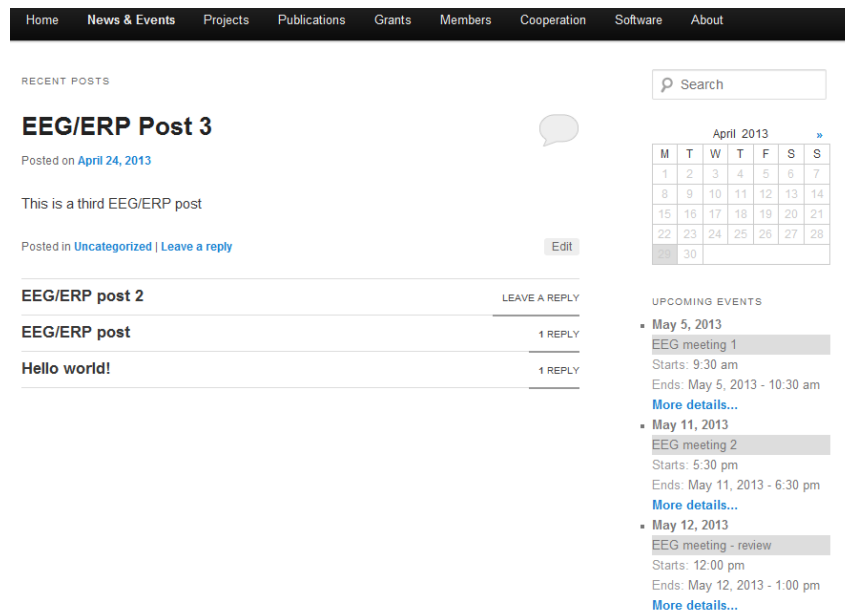 Home News & Events Projects Publications Grants Members Cooperation Software About
RECENT POSTS
EEG/ERP Post 3
Posted on April 24, 2013
This is a third EEG/ERP post
Posted in Uncategorized | Leave a reply
Edit
EEG/ERP post 2
LEAVE A REPLY
EEG/ERP post
1 REPLY
Hello world!
1 REPLY
Search
April 2013 »
M T W T F S S
1 2 3 4 5 6 7
8 9 10 11 12 13 14
15 16 17 18 19 20 21
22 23 24 25 26 27 28
29 30
UPCOMING EVENTS
May 5, 2013
EEG meeting 1
Starts: 9:30 am
Ends: May 5, 2013 - 10:30 am
More details...
May 11, 2013
EEG meeting 2
Starts: 5:30 pm
Ends: May 11, 2013 - 6:30 pm
More details...
May 12, 2013
EEG meeting - review
Starts: 12:00 pm
Ends: May 12, 2013 - 1:00 pm
More details...